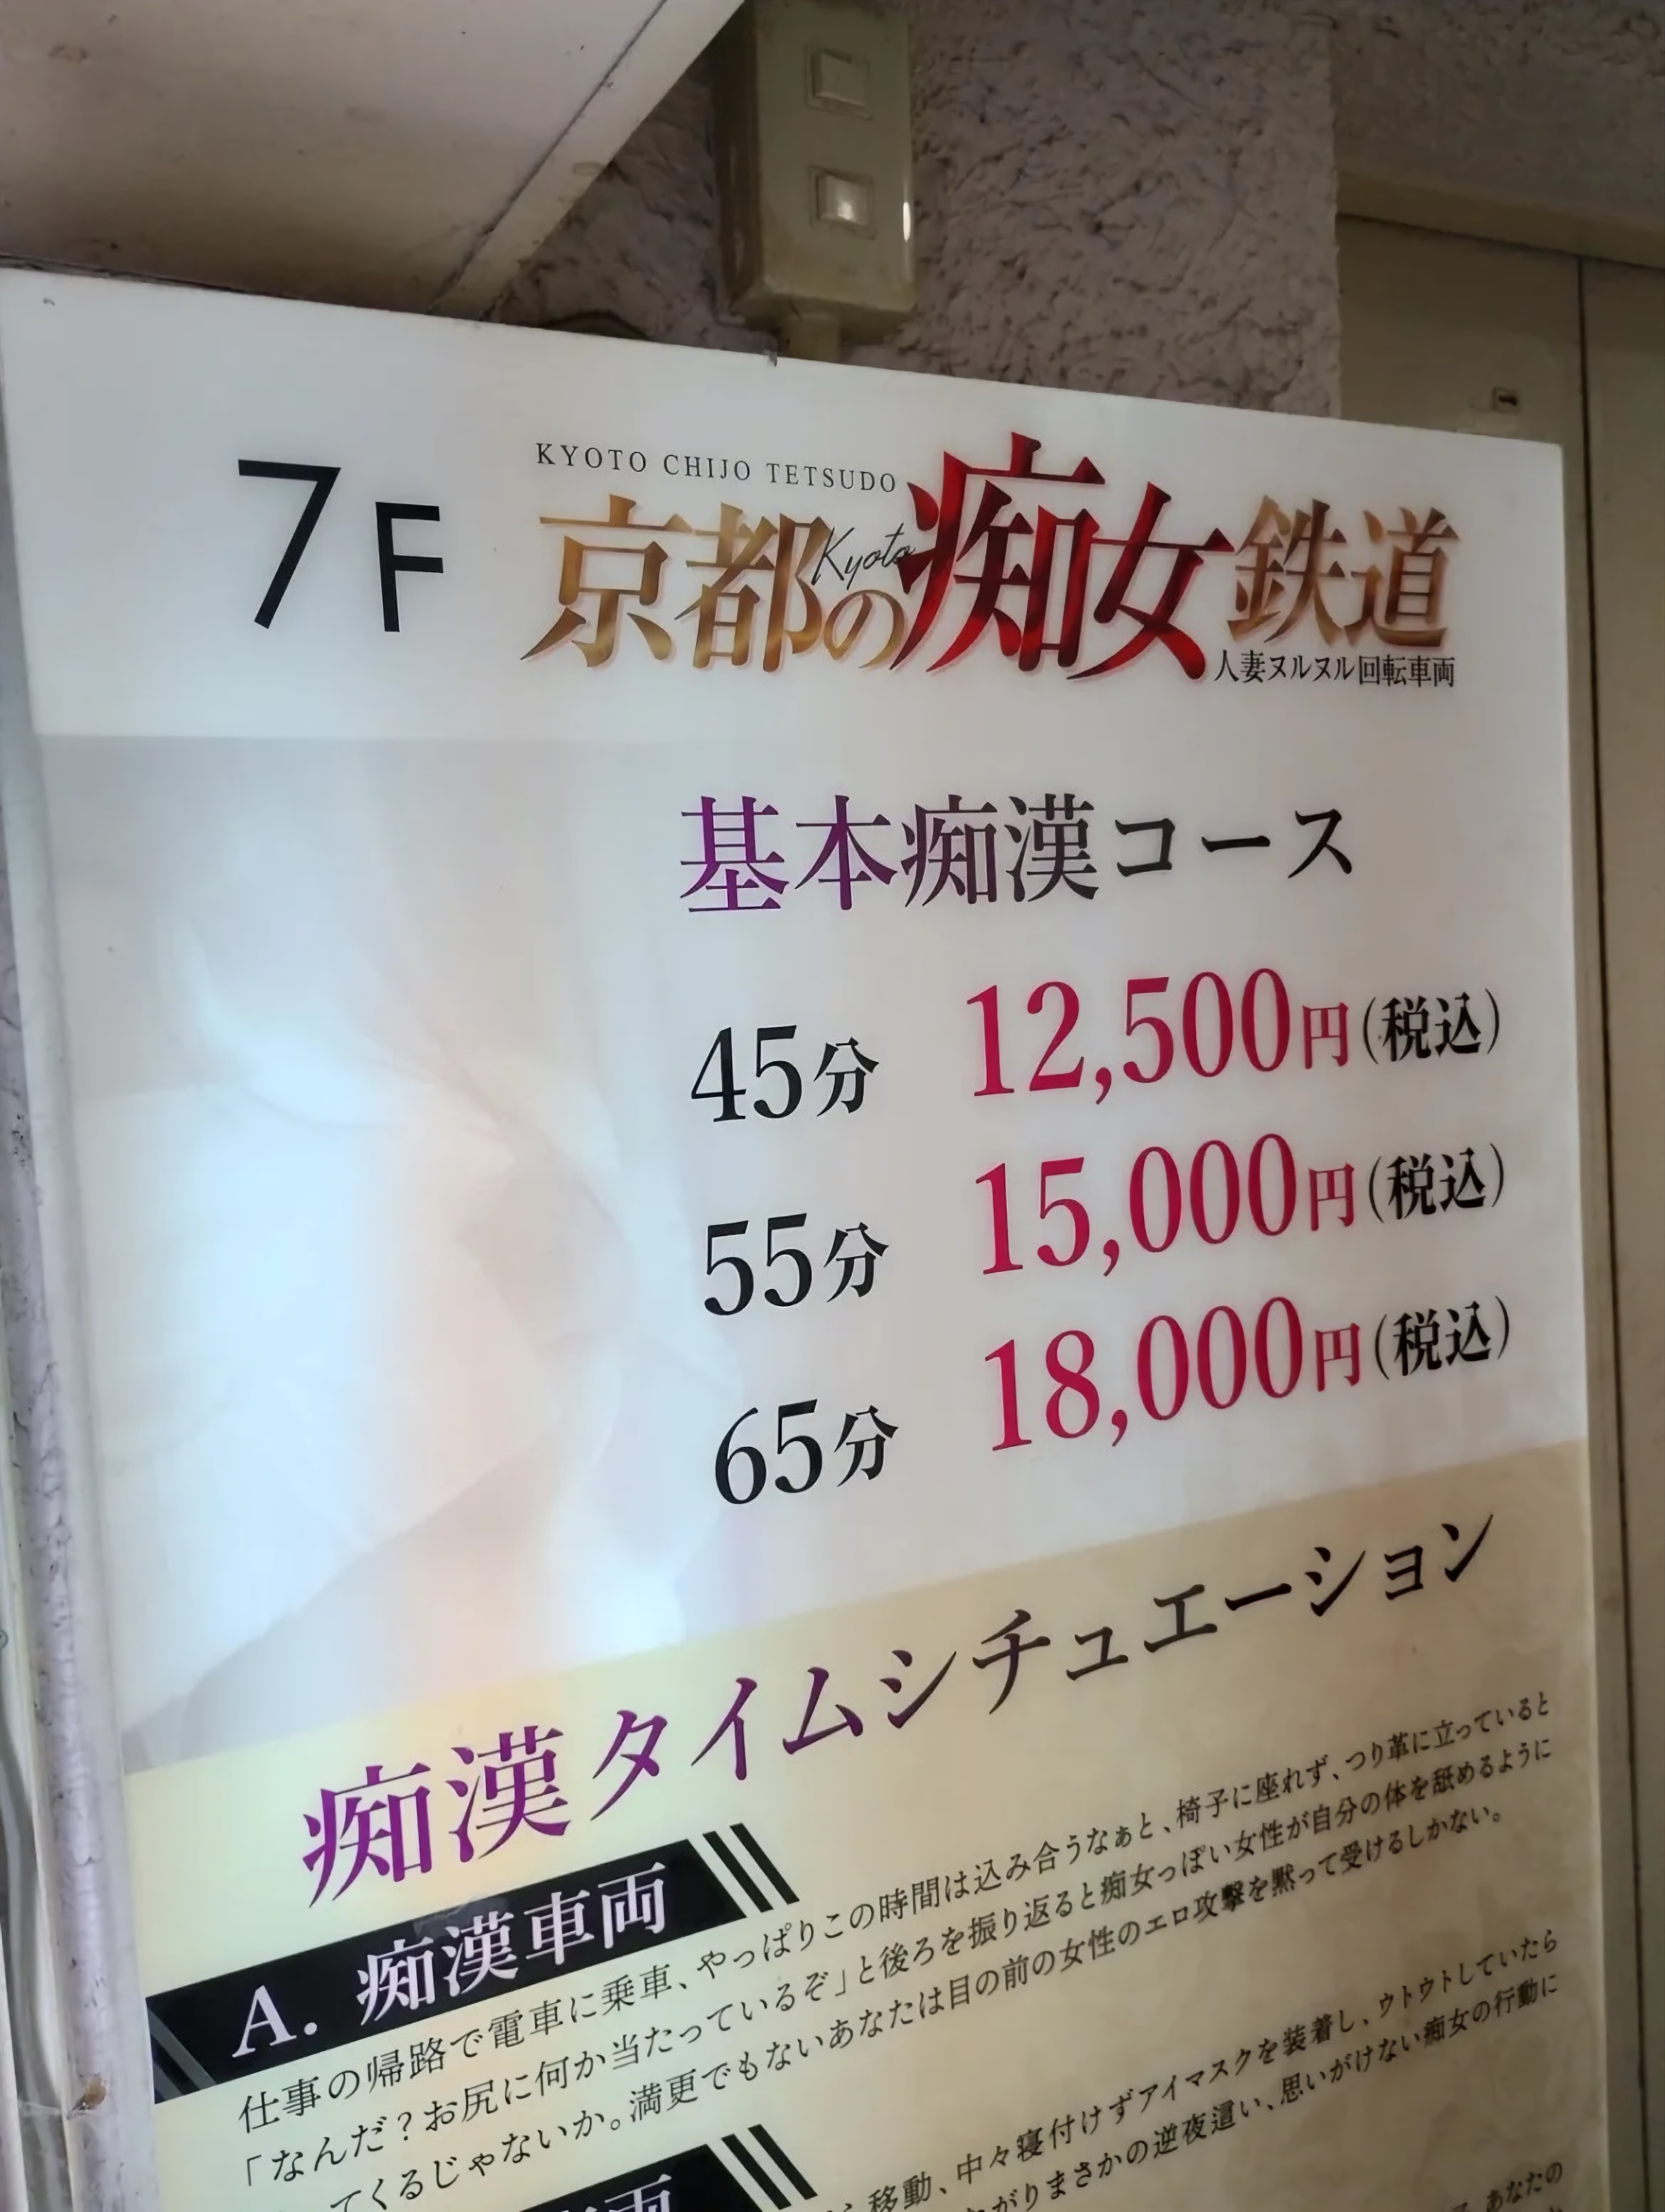 7F
KYOTO CHIJO TETSUDO
京都の痴女鉄道
Kyoto
人妻ヌルヌル回転車両
基本痴漢コース
45分 12,500円(税込)
55分 15,000円(税込)
65分 18,000円(税込)
痴漢タイムシチュエーション
A. 痴漢車両
仕事の帰路で電車に乗車、やっぱりこの時間は込み合うなぁと、椅子に座れず、つり革に立っていると
「なんだ?お尻に何か当たっているぞ」と後ろを振り返ると痴女っぽい女性が自分の体を舐めるように
てくるじゃないか。満更でもないあなたは目の前の女性のエロ攻撃を黙って受けるしかない。
車両
移動、中々寝付けずアイマスクを装着し、ウトウトしていたら
がりまさかの逆夜這い、思いがけない痴女の行動に
あなたの